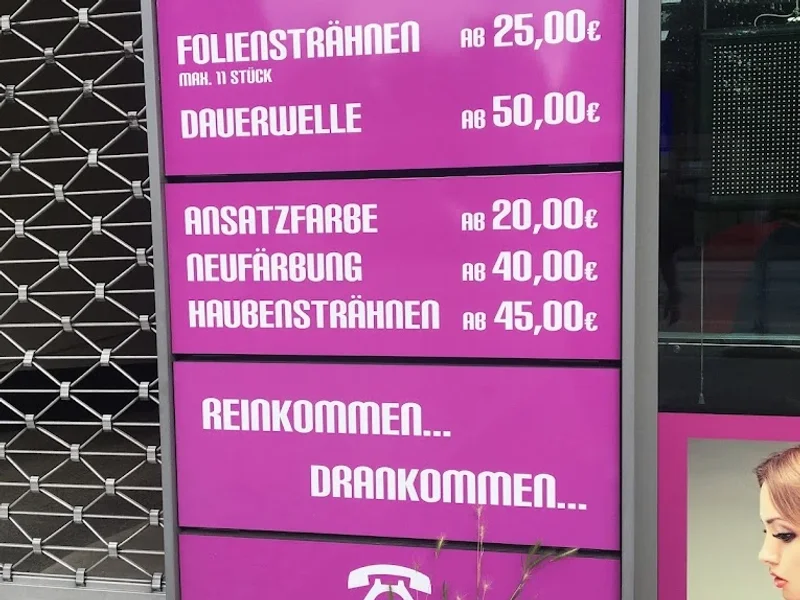 FOLIENSTRÄHNEN AB 25,00€
MAX. 11 STÜCK
DAUERWELLE AB 50,00€
ANSATZFARBE AB 20,00€
NEUFÄRBUNG AB 40,00€
HAUBENSTRÄHNEN AB 45,00€
REINKOMMEN...
DRANKOMMEN...